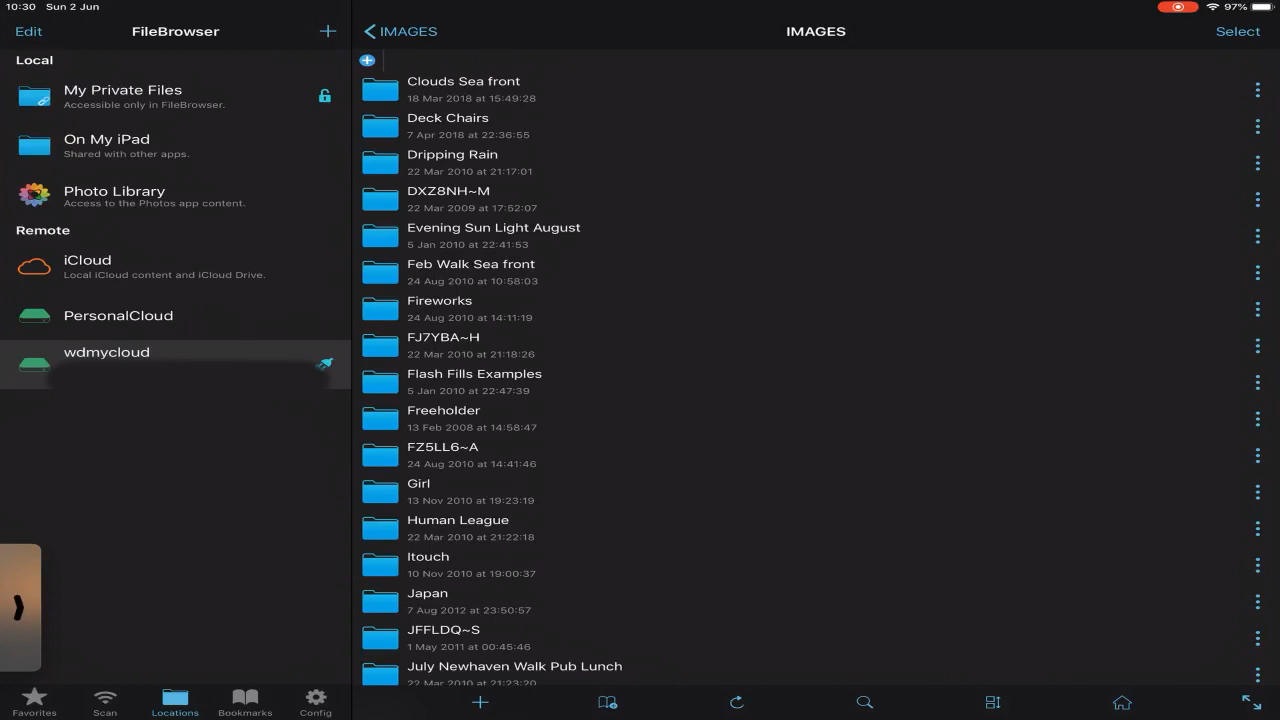 10:30 Sun 2 Jun
97%
Edit
FileBrowser
Local
My Private Files
Accessible only in FileBrowser.
On My iPad
Shared with other apps.
Photo Library
Access to the Photos app content.
Remote
iCloud
Local iCloud content and iCloud Drive.
PersonalCloud
wdmycloud
Favorites
Scan
Locations
Bookmarks
Config
IMAGES
IMAGES
Select
Clouds Sea front
18 Mar 2018 at 15:49:28
Deck Chairs
7 Apr 2018 at 22:36:55
Dripping Rain
22 Mar 2010 at 21:17:01
DXZ8NH~M
22 Mar 2009 at 17:52:07
Evening Sun Light August
5 Jan 2010 at 22:41:53
Feb Walk Sea front
24 Aug 2010 at 10:58:03
Fireworks
24 Aug 2010 at 14:11:19
FJ7YBA~H
22 Mar 2010 at 21:18:26
Flash Fills Examples
5 Jan 2010 at 22:47:39
Freeholder
13 Feb 2008 at 14:58:47
FZ5LL6~A
24 Aug 2010 at 14:41:46
Girl
13 Nov 2010 at 19:23:19
Human League
22 Mar 2010 at 21:22:18
Itouch
10 Nov 2010 at 19:00:37
Japan
7 Aug 2012 at 23:50:57
JFFLDQ~S
1 May 2011 at 00:45:46
July Newhaven Walk Pub Lunch
22 Mar 2010 at 21:23:20